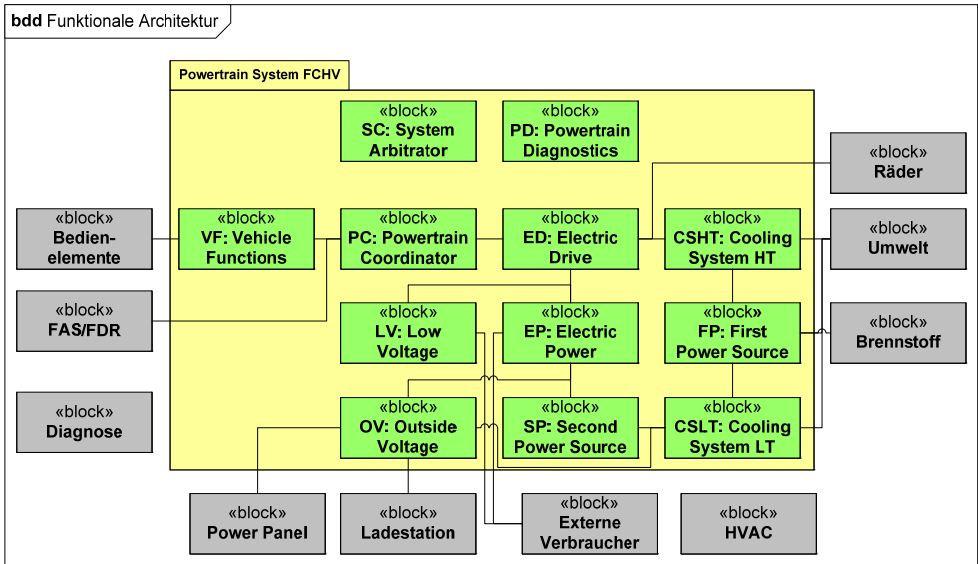 bdd Funktionale Architektur
Powertrain System FCHV
«block»
SC: System
Arbitrator
«block»
PD: Powertrain
Diagnostics
«block»
Räder
«block»
Bedien-
elemente
«block»
VF: Vehicle
Functions
«block»
PC: Powertrain
Coordinator
«block»
ED: Electric
Drive
«block»
CSHT: Cooling
System HT
«block»
Umwelt
«block»
FAS/FDR
«block»
LV: Low
Voltage
«block»
EP: Electric
Power
«block»
FP: First
Power Source
«block»
Brennstoff
«block»
Diagnose
«block»
OV: Outside
Voltage
«block»
SP: Second
Power Source
«block»
CSLT: Cooling
System LT
«block»
Power Panel
«block»
Ladestation
«block»
Externe
Verbraucher
«block»
HVAC